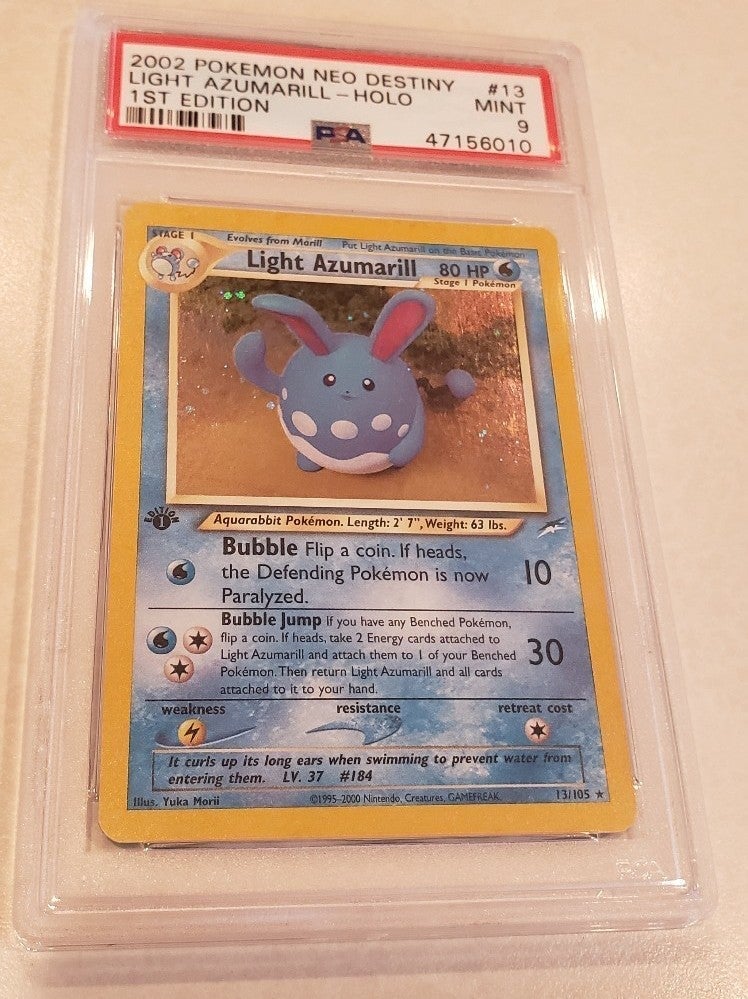 2002 POKEMON NEO DESTINY #13
LIGHT AZUMARILL - HOLO MINT
1ST EDITION 9
PSA 47156010
STAGE 1 Evolves from Marill Put Light Azumarill on the Basic Pokémon
Light Azumarill 80 HP
Stage 1 Pokémon
EDITION
1
Aquarabbit Pokémon. Length: 2' 7", Weight: 63 lbs.
Bubble Flip a coin. If heads,
the Defending Pokémon is now 10
Paralyzed.
Bubble Jump If you have any Benched Pokémon,
flip a coin. If heads, take 2 Energy cards attached to
Light Azumarill and attach them to 1 of your Benched 30
Pokémon. Then return Light Azumarill and all cards
attached to it to your hand.
weakness resistance retreat cost
It curls up its long ears when swimming to prevent water from
entering them. LV. 37 #184
Illus. Yuka Morii ©1995-2000 Nintendo, Creatures, GAMEFREAK. 13/105 ★